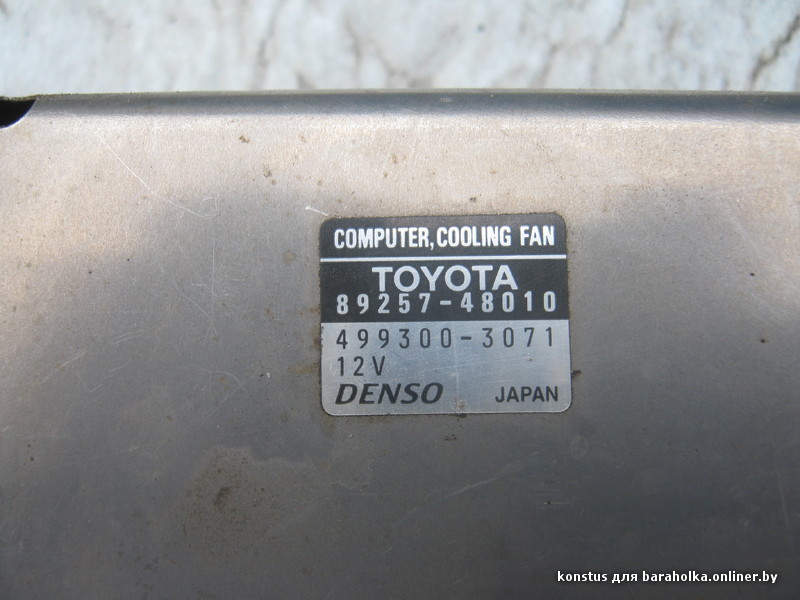 COMPUTER, COOLING FAN
TOYOTA
89257-48010
499300-3071
12V
DENSO JAPAN
konstus для baraholka.onliner.by